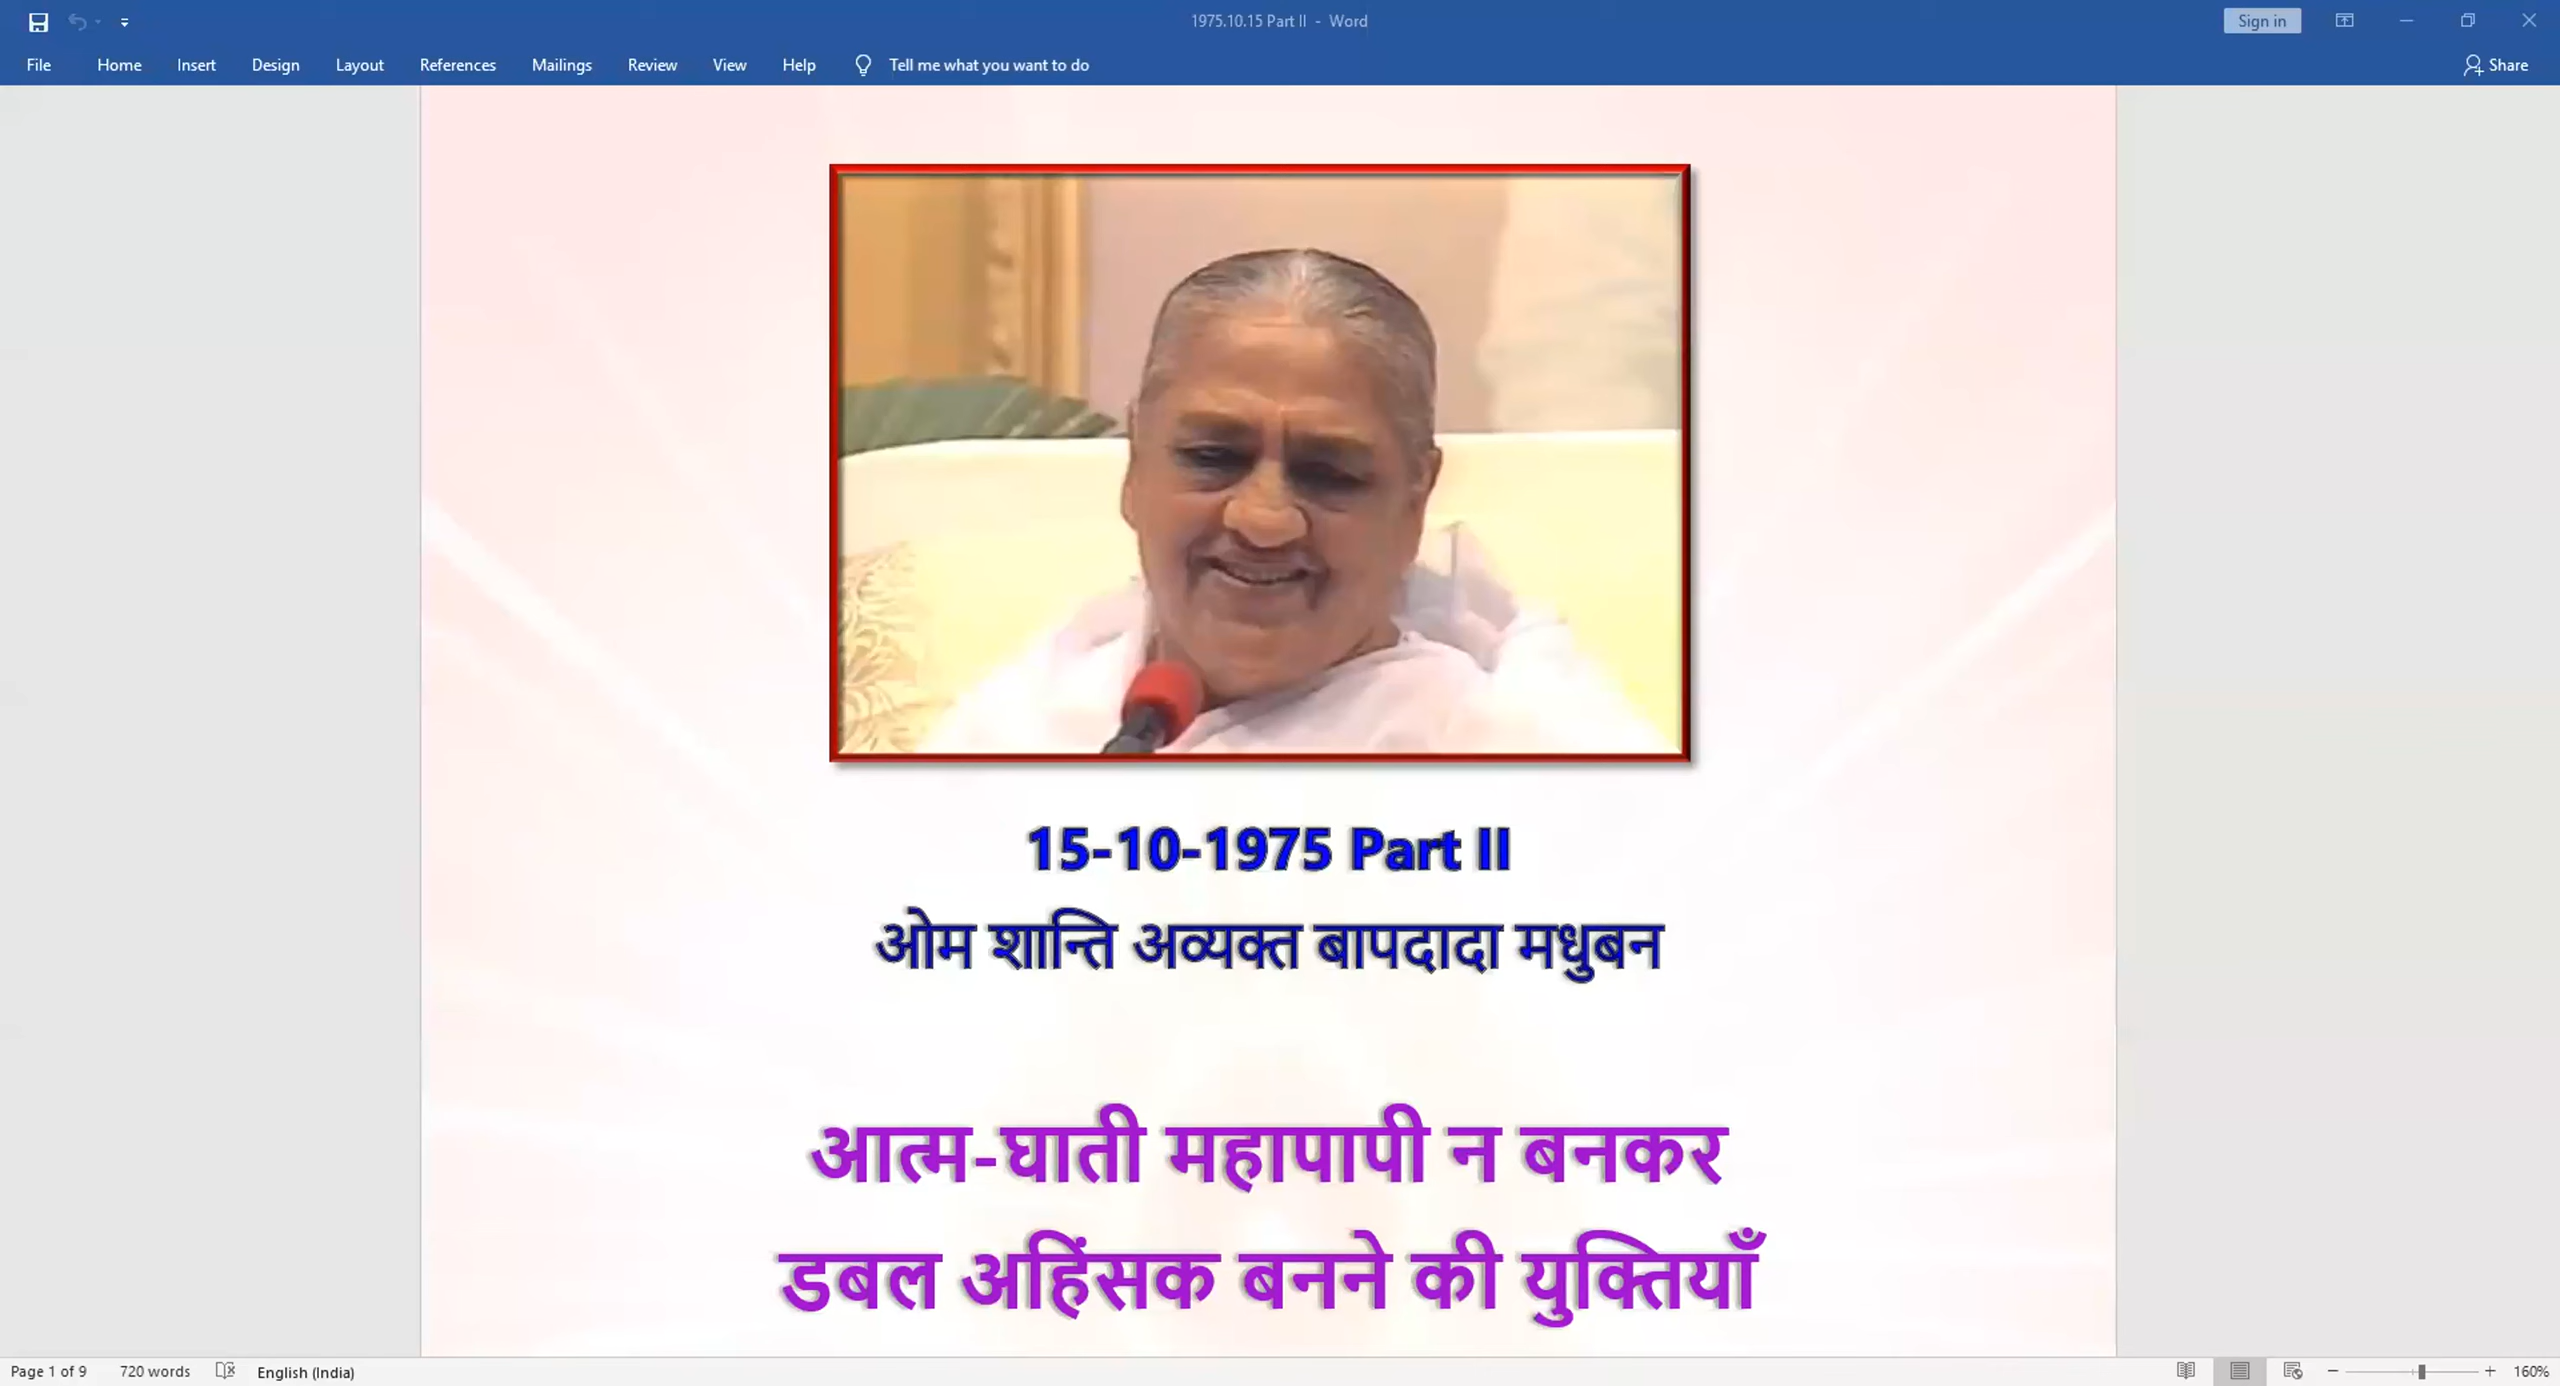 1975.10.15 Part II - Word
Sign in
File Home Insert Design Layout References Mailings Review View Help Tell me what you want to do Share
15-10-1975 Part II
ओम शान्ति अव्यक्त बापदादा मधुबन
आत्म-घाती महापापी न बनकर
डबल अहिंसक बनने की युक्तियाँ
Page 1 of 9 720 words English (India) 160%